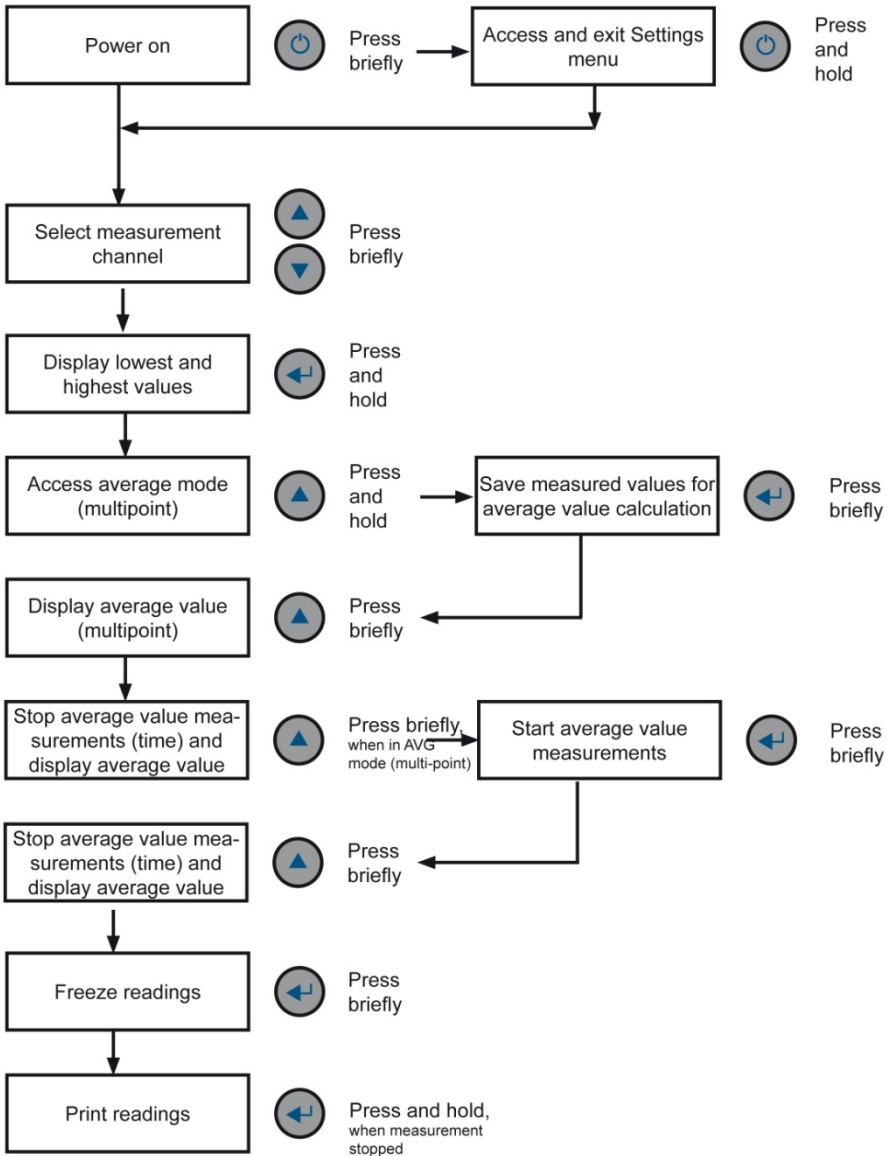 Power on
Press
briefly
Access and exit Settings
menu
Press
and
hold
Select measurement
channel
Press
briefly
Display lowest and
highest values
Press
and
hold
Access average mode
(multipoint)
Press
and
hold
Save measured values for
average value calculation
Press
briefly
Display average value
(multipoint)
Press
briefly
Stop average value mea-
surements (time) and
display average value
Press briefly,
when in AVG
mode (multi-point)
Start average value
measurements
Press
briefly
Stop average value mea-
surements (time) and
display average value
Press
briefly
Freeze readings
Press
briefly
Print readings
Press and hold,
when measurement
stopped